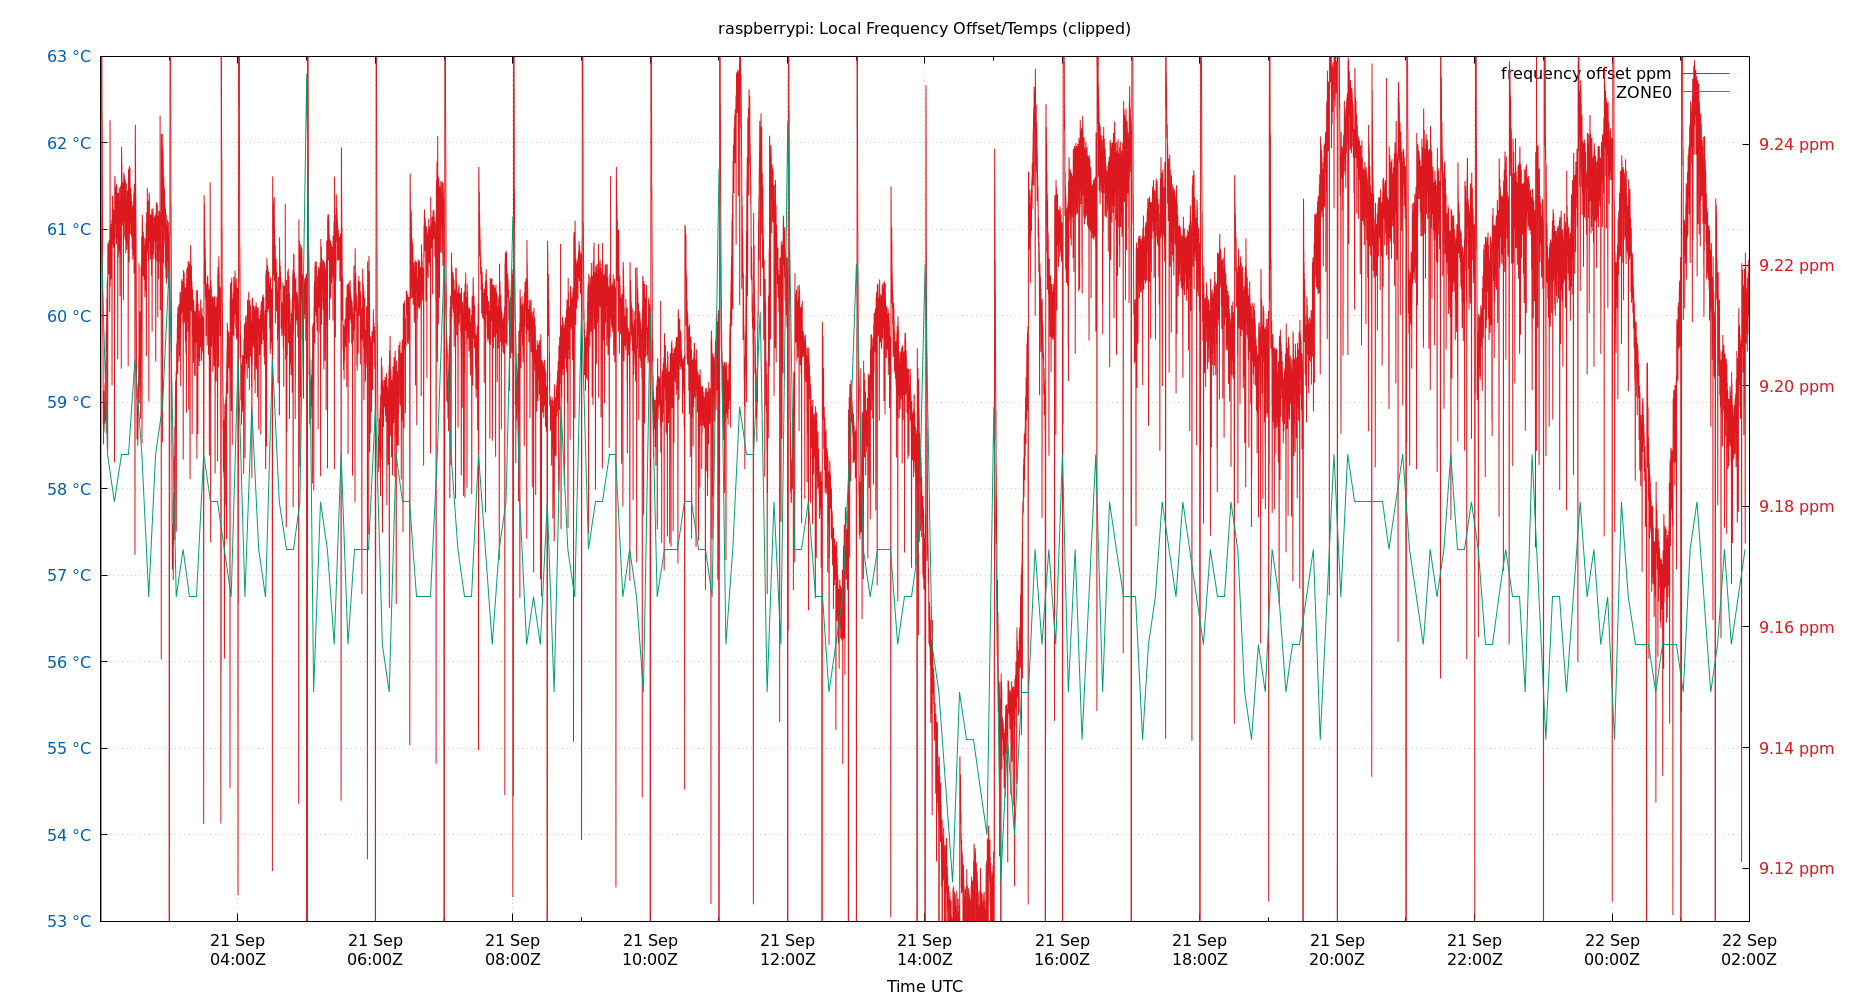 raspberrypi: Local Frequency Offset/Temps (clipped)
63 °C
62 °C
61 °C
60 °C
59 °C
58 °C
57 °C
56 °C
55 °C
54 °C
53 °C
frequency offset ppm
ZONE0
9.24 ppm
9.22 ppm
9.20 ppm
9.18 ppm
9.16 ppm
9.14 ppm
9.12 ppm
21 Sep 21 Sep 21 Sep 21 Sep 21 Sep 21 Sep 21 Sep 21 Sep 21 Sep 21 Sep 22 Sep 22 Sep
04:00Z 06:00Z 08:00Z 10:00Z 12:00Z 14:00Z 16:00Z 18:00Z 20:00Z 22:00Z 00:00Z 02:00Z
Time UTC